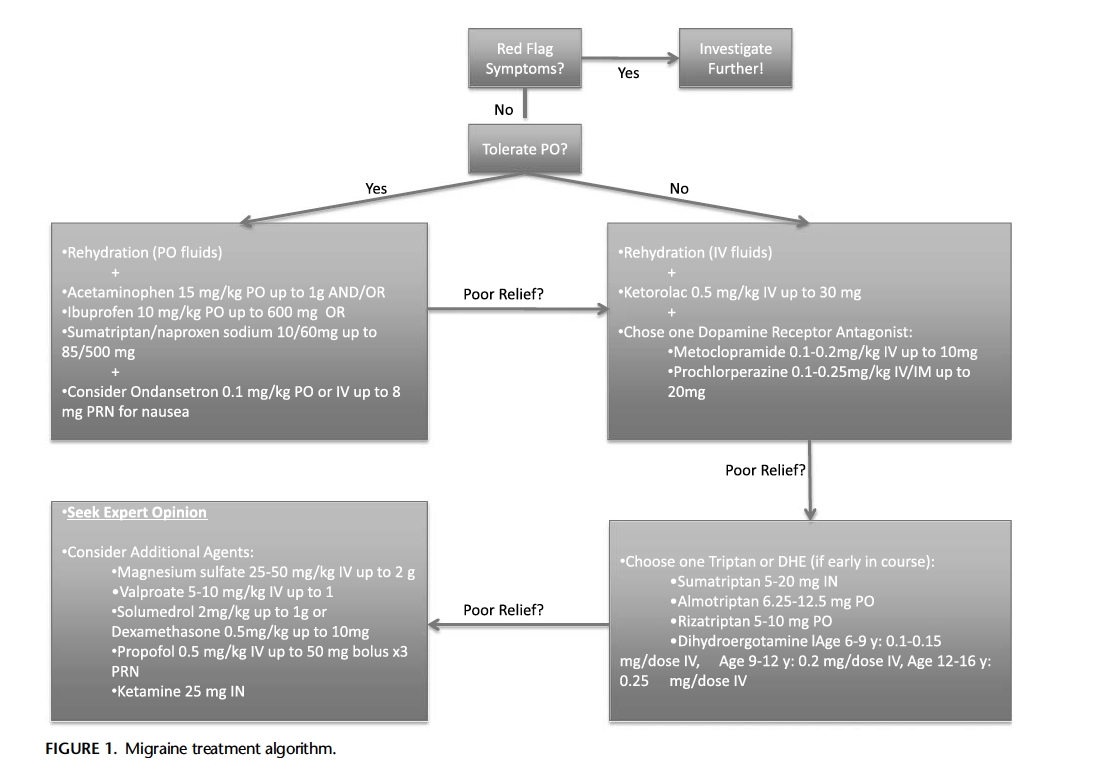 Red Flag
Symptoms?
Yes
Investigate
Further!
No
Tolerate PO?
Yes
No
•Rehydration (PO fluids)
+
•Acetaminophen 15 mg/kg PO up to 1g AND/OR
•Ibuprofen 10 mg/kg PO up to 600 mg OR
•Sumatriptan/naproxen sodium 10/60mg up to
85/500 mg
+
•Consider Ondansetron 0.1 mg/kg PO or IV up to 8
mg PRN for nausea
Poor Relief?
•Rehydration (IV fluids)
+
•Ketorolac 0.5 mg/kg IV up to 30 mg
+
•Chose one Dopamine Receptor Antagonist:
•Metoclopramide 0.1-0.2mg/kg IV up to 10mg
•Prochlorperazine 0.1-0.25mg/kg IV/IM up to
20mg
Poor Relief?
•Choose one Triptan or DHE (if early in course):
•Sumatriptan 5-20 mg IN
•Almotriptan 6.25-12.5 mg PO
•Rizatriptan 5-10 mg PO
•Dihydroergotamine lAge 6-9 y: 0.1-0.15
mg/dose IV, Age 9-12 y: 0.2 mg/dose IV, Age 12-16 y:
0.25 mg/dose IV
Poor Relief?
•Seek Expert Opinion
•Consider Additional Agents:
•Magnesium sulfate 25-50 mg/kg IV up to 2 g
•Valproate 5-10 mg/kg IV up to 1
•Solumedrol 2mg/kg up to 1g or
Dexamethasone 0.5mg/kg up to 10mg
•Propofol 0.5 mg/kg IV up to 50 mg bolus x3
PRN
•Ketamine 25 mg IN
FIGURE 1. Migraine treatment algorithm.